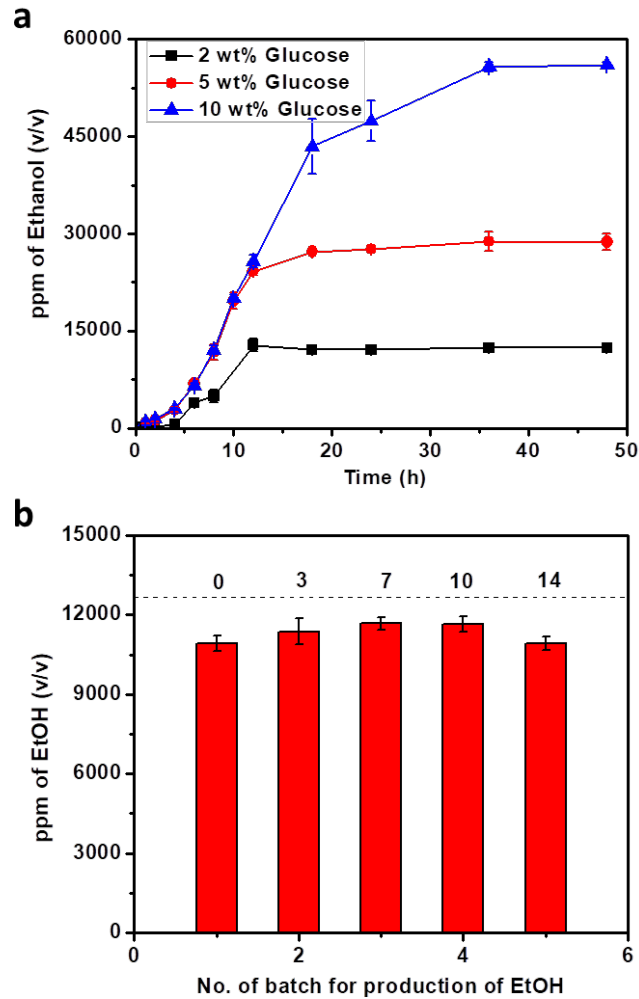 a
60000
45000
30000
15000
0
ppm of Ethanol (v/v)
2 wt% Glucose
5 wt% Glucose
10 wt% Glucose
0 10 20 30 40 50
Time (h)
b
15000
12000
9000
6000
3000
0
ppm of EtOH (v/v)
0 3 7 10 14
0 2 4 6
No. of batch for production of EtOH